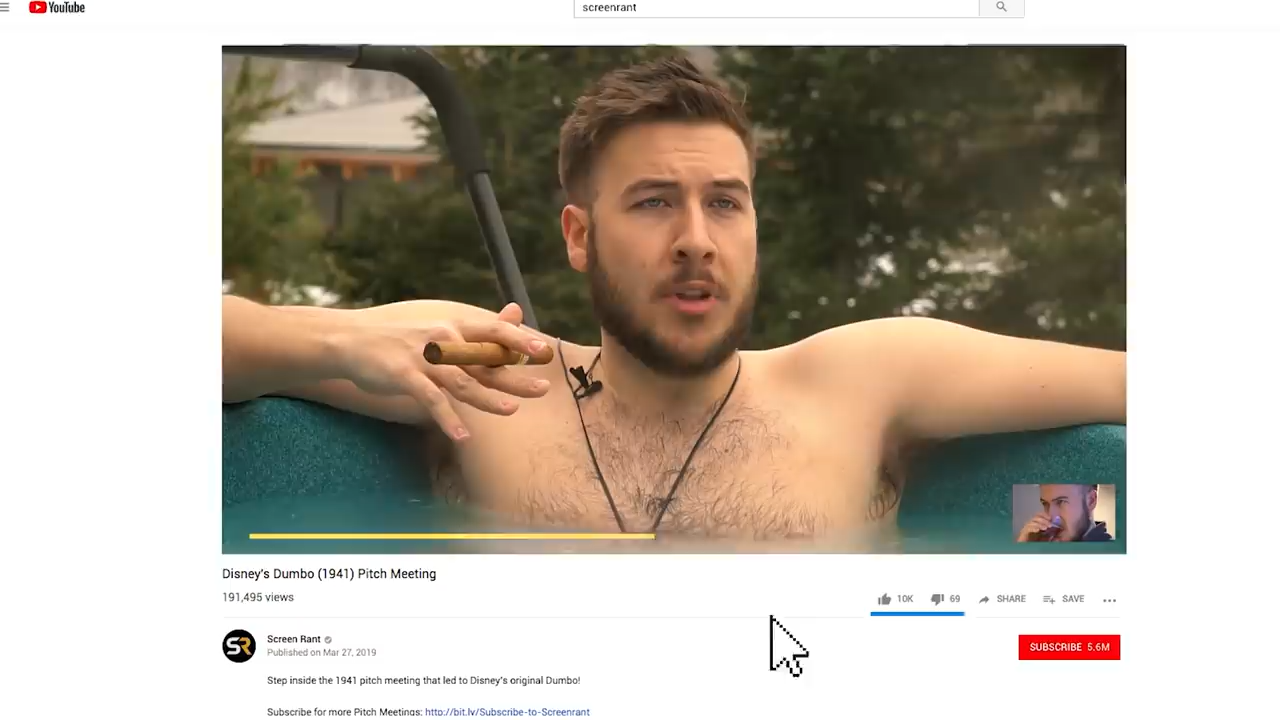 YouTube
screenrant
Disney's Dumbo (1941) Pitch Meeting
191,495 views
10K 69 SHARE SAVE
SR
Screen Rant
Published on Mar 27, 2019
SUBSCRIBE 5.6M
Step inside the 1941 pitch meeting that led to Disney's original Dumbo!
Subscribe for more Pitch Meetings: http://bit.ly/Subscribe-to-Screenrant